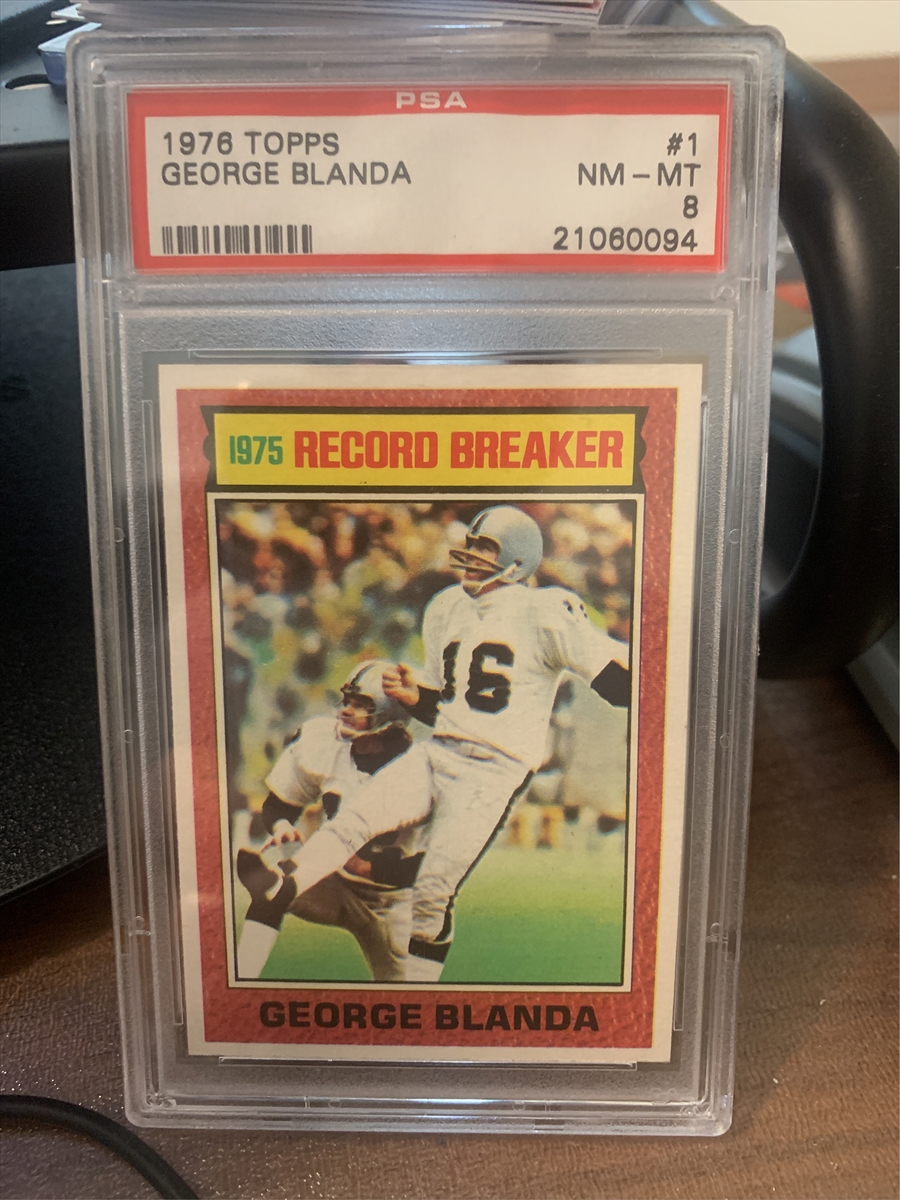 PSA
1976 TOPPS #1
GEORGE BLANDA NM - MT
8
21060094
1975 RECORD BREAKER
16
GEORGE BLANDA